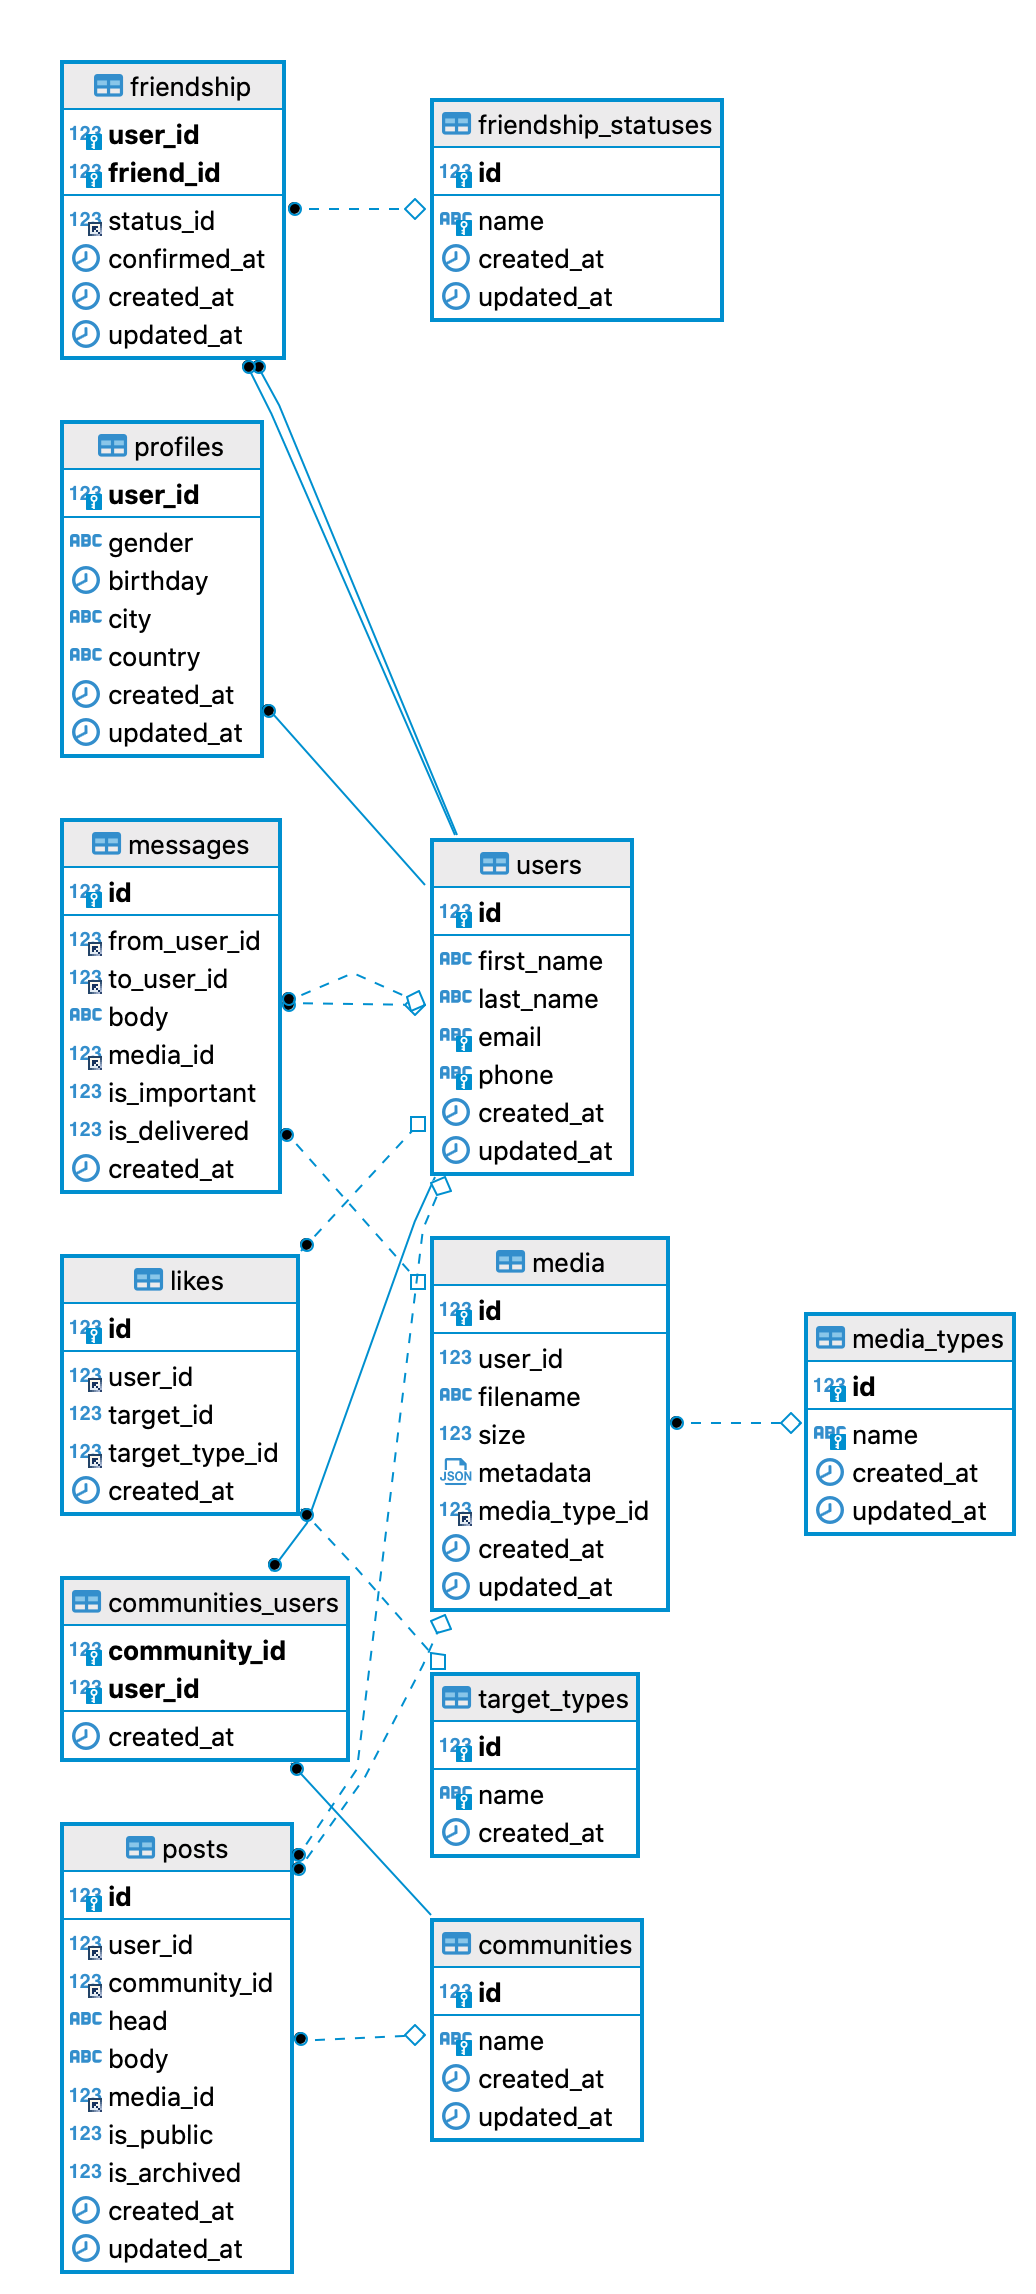 friendship
123 user_id
123 friend_id
123 status_id
confirmed_at
created_at
updated_at
friendship_statuses
123 id
ABC name
created_at
updated_at
profiles
123 user_id
ABC gender
birthday
ABC city
ABC country
created_at
updated_at
messages
123 id
123 from_user_id
123 to_user_id
ABC body
123 media_id
123 is_important
123 is_delivered
created_at
users
123 id
ABC first_name
ABC last_name
ABC email
ABC phone
created_at
updated_at
likes
123 id
123 user_id
123 target_id
123 target_type_id
created_at
media
123 id
123 user_id
ABC filename
123 size
JSON metadata
123 media_type_id
created_at
updated_at
media_types
123 id
ABC name
created_at
updated_at
communities_users
123 community_id
123 user_id
created_at
target_types
123 id
ABC name
created_at
posts
123 id
123 user_id
123 community_id
ABC head
ABC body
123 media_id
123 is_public
123 is_archived
created_at
updated_at
communities
123 id
ABC name
created_at
updated_at